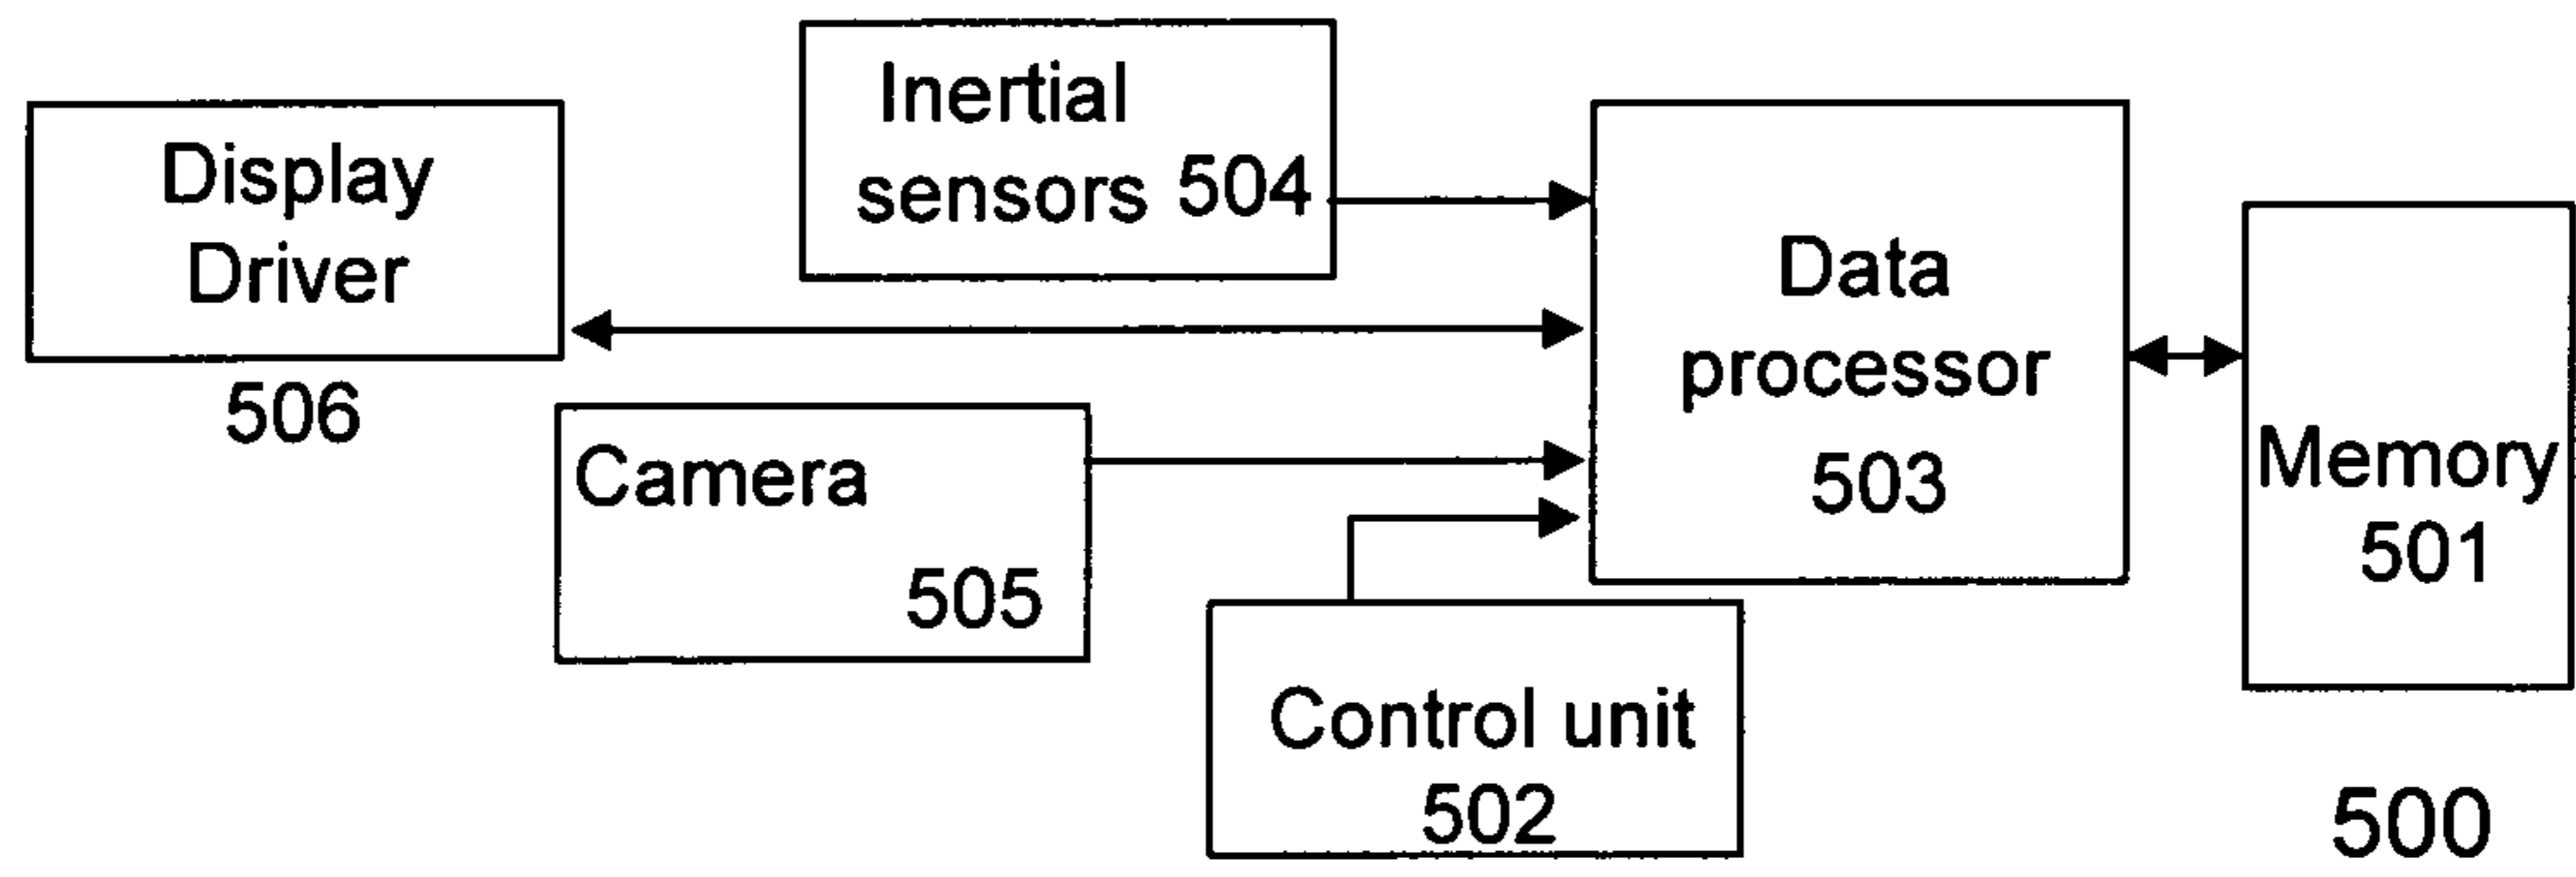 Display
Driver
506
Inertial
sensors 504
Camera
505
Data
processor
503
Control unit
502
Memory
501
500